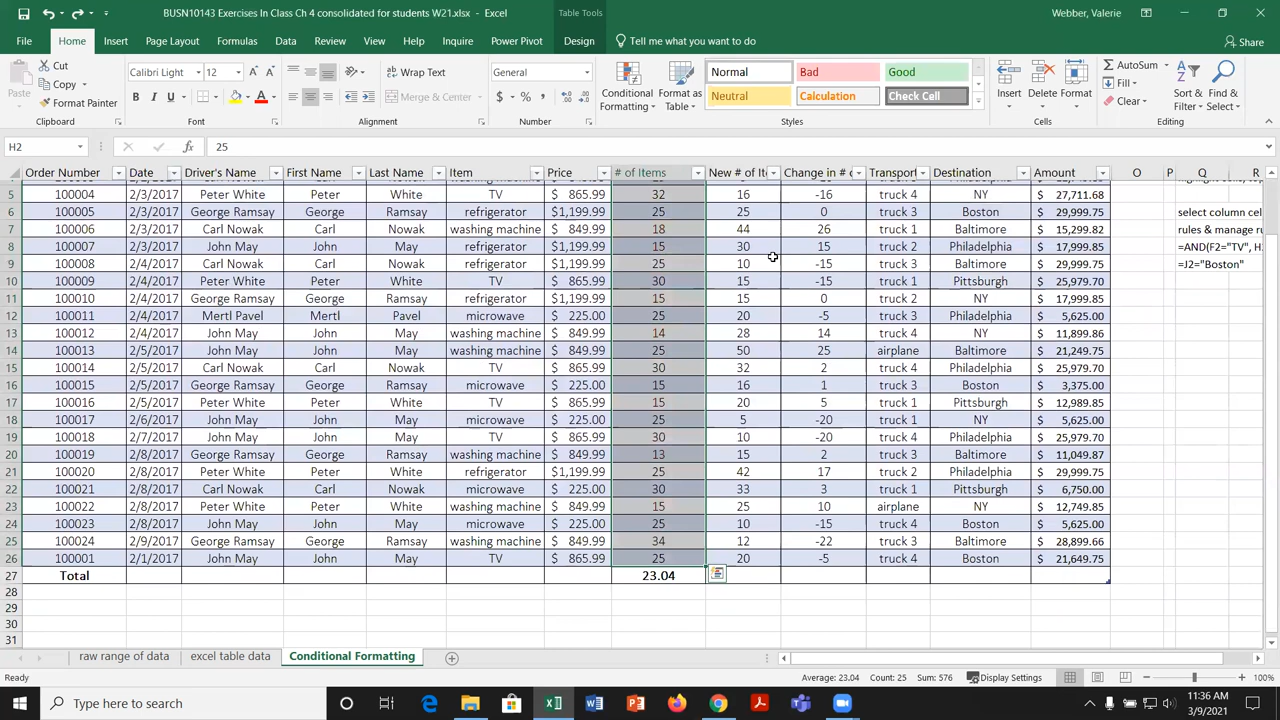 BUSN10143 Exercises In Class Ch 4 consolidated for students W21.xlsx - Excel
Table Tools
Webber, Valerie
File Home Insert Page Layout Formulas Data Review View Help Inquire Power Pivot Design Tell me what you want to do Share
Paste Cut Copy Format Painter Clipboard
Calibri Light 12 Font
Wrap Text Merge & Center Alignment
General Number
Conditional Formatting Format as Table Normal Bad Good Neutral Calculation Check Cell Styles
Insert Delete Format Cells
AutoSum Fill Clear Sort & Filter Find & Select Editing
H2 fx 25
Order Number Date Driver's Name First Name Last Name Item Price # of Items New # of Ite Change in # o Transport Destination Amount O P Q R
5 100004 2/3/2017 Peter White Peter White TV $ 865.99 32 16 -16 truck 4 NY $ 27,711.68
6 100005 2/3/2017 George Ramsay George Ramsay refrigerator $1,199.99 25 25 0 truck 3 Boston $ 29,999.75 select column cel
7 100006 2/3/2017 Carl Nowak Carl Nowak washing machine $ 849.99 18 44 26 truck 1 Baltimore $ 15,299.82 rules & manage ru
8 100007 2/3/2017 John May John May refrigerator $1,199.99 15 30 15 truck 2 Philadelphia $ 17,999.85 =AND(F2="TV", H
9 100008 2/4/2017 Carl Nowak Carl Nowak refrigerator $1,199.99 25 10 -15 truck 3 Baltimore $ 29,999.75 =J2="Boston"
10 100009 2/4/2017 Peter White Peter White TV $ 865.99 30 15 -15 truck 1 Pittsburgh $ 25,979.70
11 100010 2/4/2017 George Ramsay George Ramsay refrigerator $1,199.99 15 15 0 truck 2 NY $ 17,999.85
12 100011 2/4/2017 Mertl Pavel Mertl Pavel microwave $ 225.00 25 20 -5 truck 3 Philadelphia $ 5,625.00
13 100012 2/4/2017 John May John May washing machine $ 849.99 14 28 14 truck 4 NY $ 11,899.86
14 100013 2/5/2017 John May John May washing machine $ 849.99 25 50 25 airplane Baltimore $ 21,249.75
15 100014 2/5/2017 Carl Nowak Carl Nowak TV $ 865.99 30 32 2 truck 4 Philadelphia $ 25,979.70
16 100015 2/5/2017 George Ramsay George Ramsay microwave $ 225.00 15 16 1 truck 3 Boston $ 3,375.00
17 100016 2/5/2017 Peter White Peter White TV $ 865.99 15 20 5 truck 1 Pittsburgh $ 12,989.85
18 100017 2/6/2017 John May John May microwave $ 225.00 25 5 -20 truck 1 NY $ 5,625.00
19 100018 2/7/2017 John May John May TV $ 865.99 30 10 -20 truck 4 Philadelphia $ 25,979.70
20 100019 2/8/2017 George Ramsay George Ramsay washing machine $ 849.99 13 15 2 truck 3 Baltimore $ 11,049.87
21 100020 2/8/2017 Peter White Peter White refrigerator $1,199.99 25 42 17 truck 2 Philadelphia $ 29,999.75
22 100021 2/8/2017 Carl Nowak Carl Nowak microwave $ 225.00 30 33 3 truck 1 Pittsburgh $ 6,750.00
23 100022 2/8/2017 Peter White Peter White washing machine $ 849.99 15 25 10 airplane NY $ 12,749.85
24 100023 2/8/2017 John May John May microwave $ 225.00 25 10 -15 truck 4 Boston $ 5,625.00
25 100024 2/9/2017 George Ramsay George Ramsay washing machine $ 849.99 34 12 -22 truck 3 Baltimore $ 28,899.66
26 100001 2/1/2017 John May John May TV $ 865.99 25 20 -5 truck 4 Boston $ 21,649.75
27 Total 23.04
28
29
30
31
raw range of data excel table data Conditional Formatting
Ready Average: 23.04 Count: 25 Sum: 576 Display Settings 100%
Type here to search 11:36 AM
3/9/2021